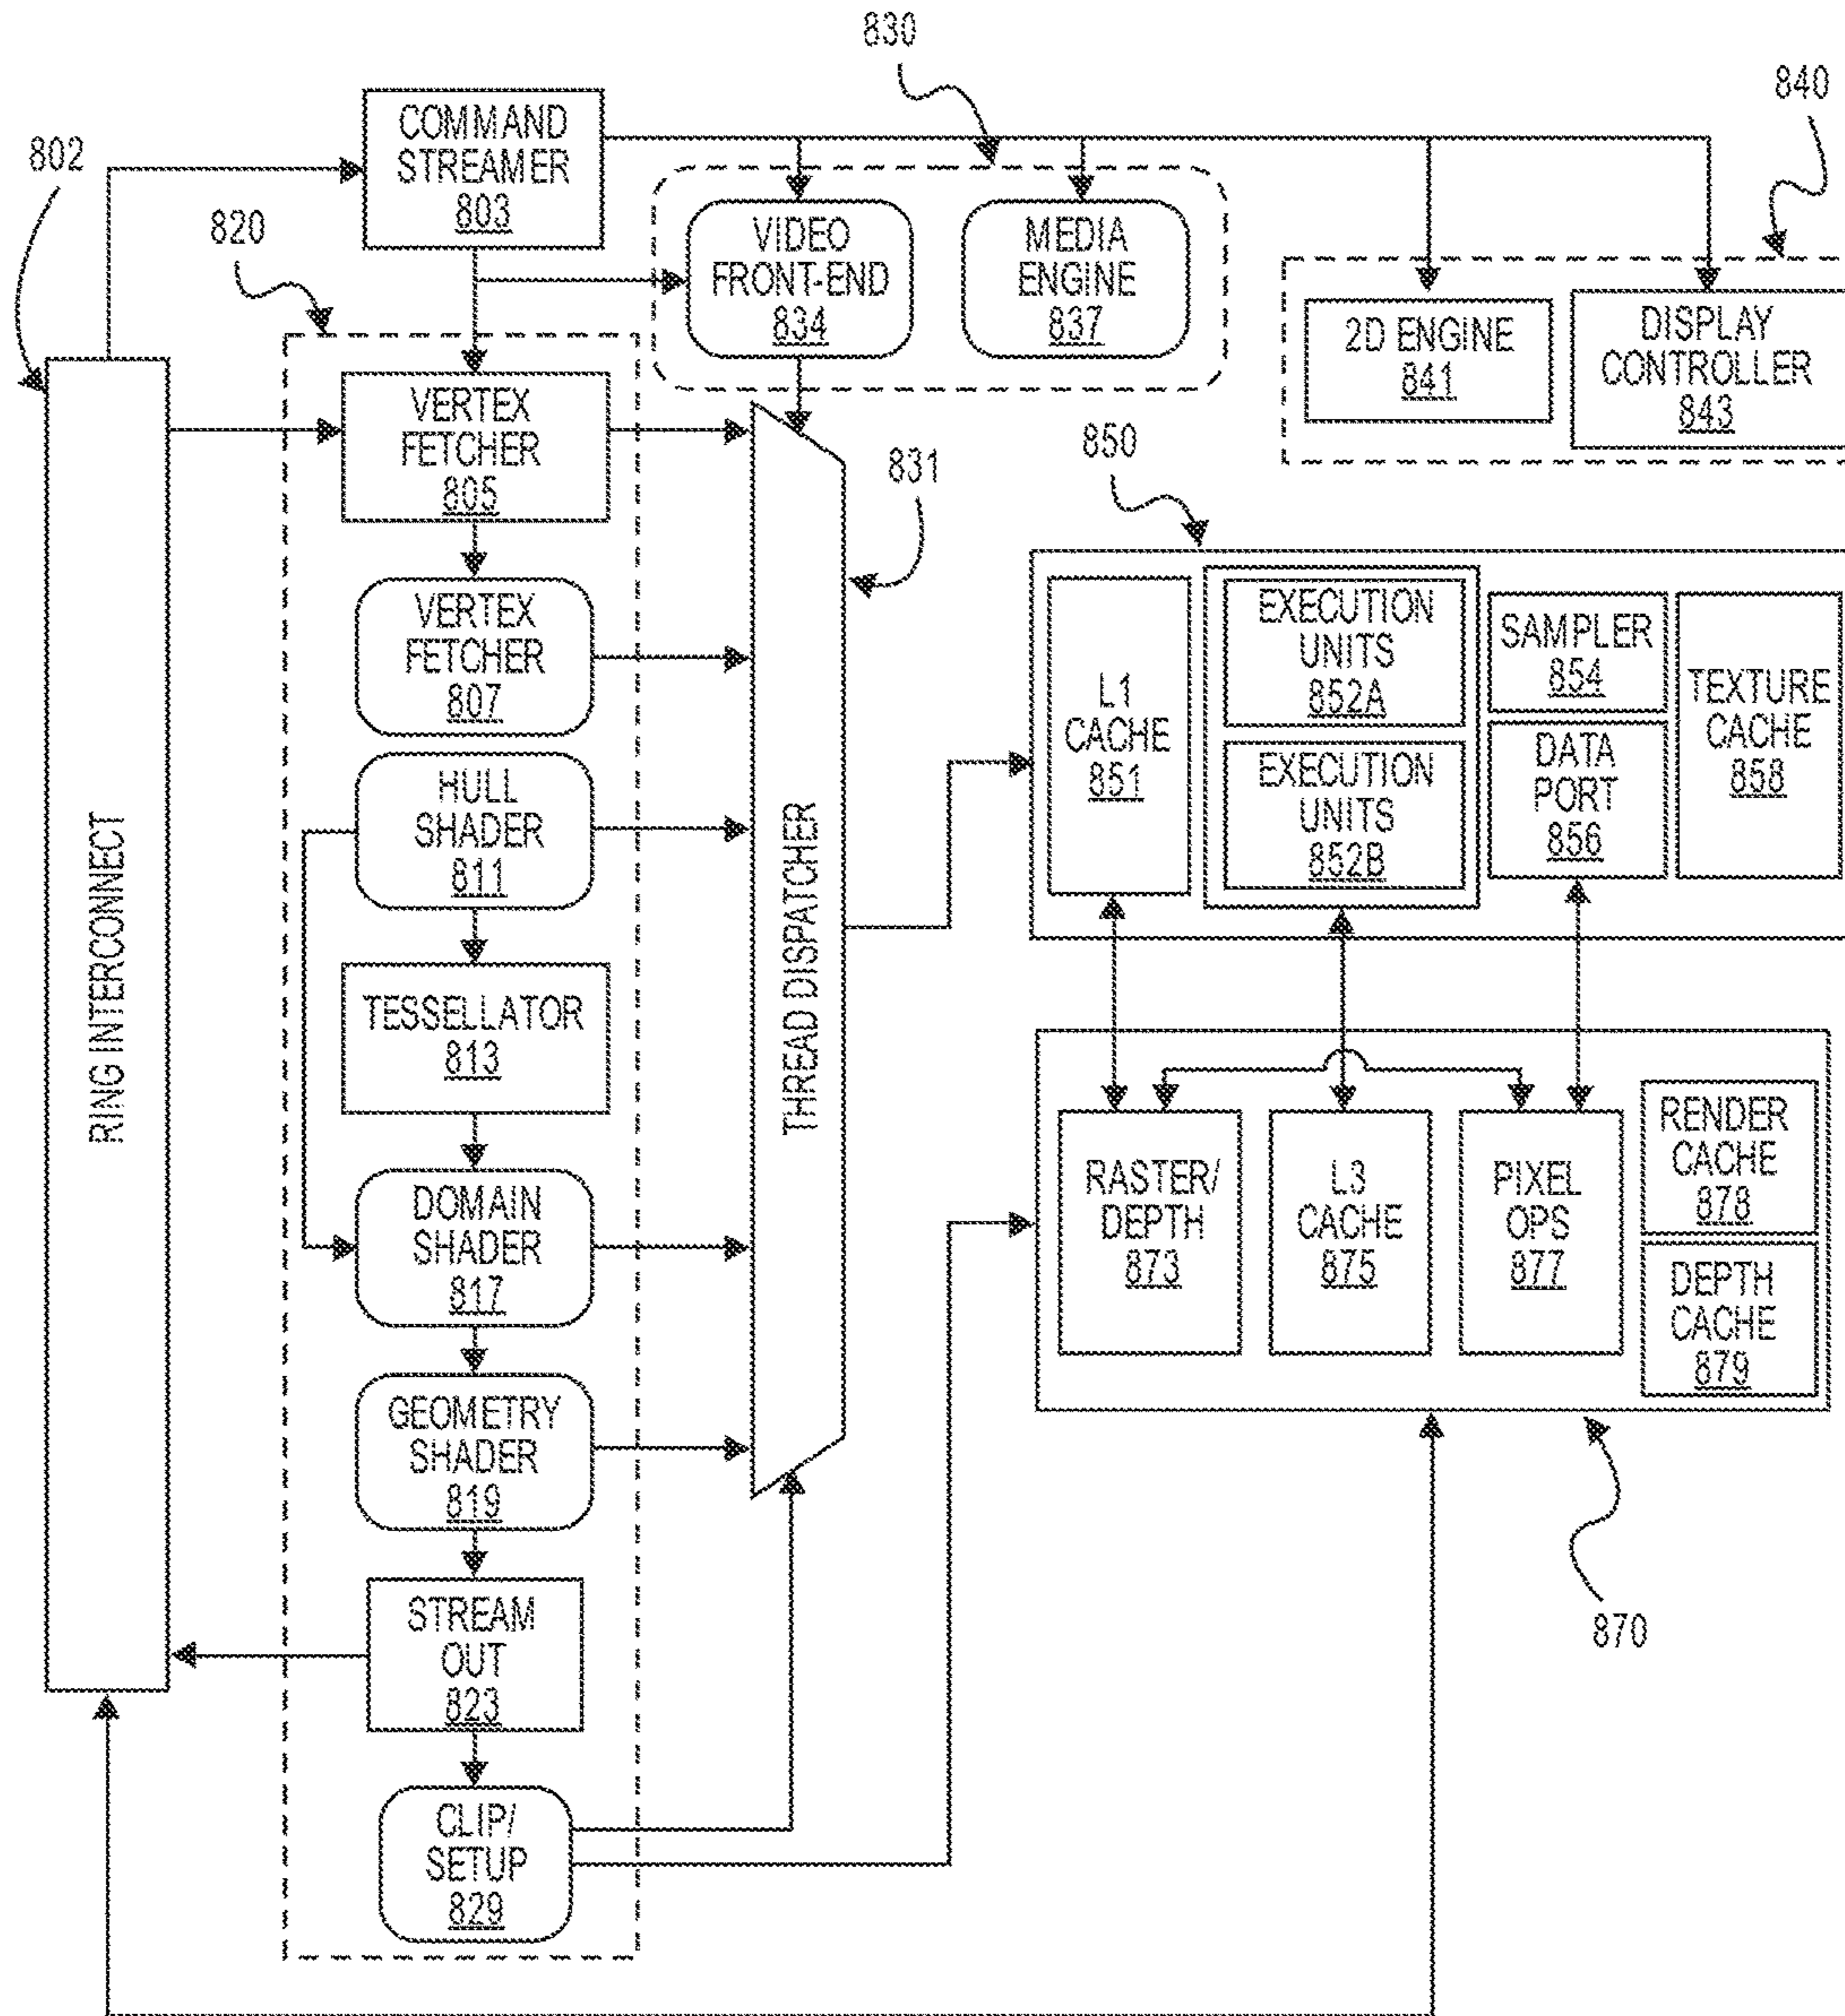 830
840
802
COMMAND
STREAMER
803
820
VIDEO
FRONT-END
834
MEDIA
ENGINE
837
2D ENGINE
841
DISPLAY
CONTROLLER
843
VERTEX
FETCHER
805
850
831
VERTEX
FETCHER
807
L1
CACHE
851
EXECUTION
UNITS
852A
EXECUTION
UNITS
852B
SAMPLER
854
DATA
PORT
856
TEXTURE
CACHE
858
HULL
SHADER
811
RING INTERCONNECT
THREAD DISPATCHER
TESSELLATOR
813
DOMAIN
SHADER
817
RASTER/
DEPTH
873
L3
CACHE
875
PIXEL
OPS
877
RENDER
CACHE
878
DEPTH
CACHE
879
GEOMETRY
SHADER
819
STREAM
OUT
823
870
CLIP/
SETUP
829